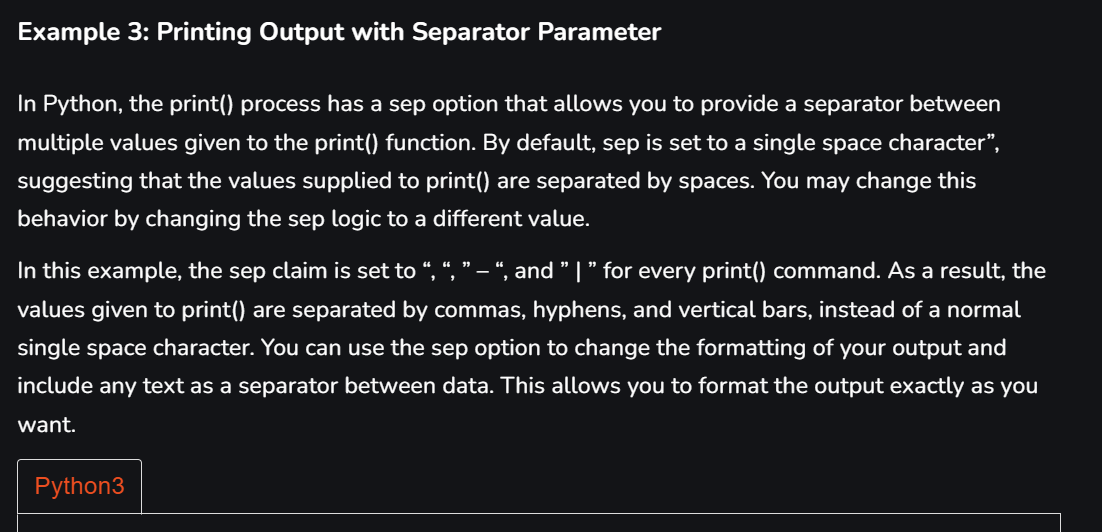 Example 3: Printing Output with Separator Parameter
In Python, the print() process has a sep option that allows you to provide a separator between
multiple values given to the print() function. By default, sep is set to a single space character”,
suggesting that the values supplied to print() are separated by spaces. You may change this
behavior by changing the sep logic to a different value.
In this example, the sep claim is set to “, “, ” – “, and ” | ” for every print() command. As a result, the
values given to print() are separated by commas, hyphens, and vertical bars, instead of a normal
single space character. You can use the sep option to change the formatting of your output and
include any text as a separator between data. This allows you to format the output exactly as you
want.
Python3